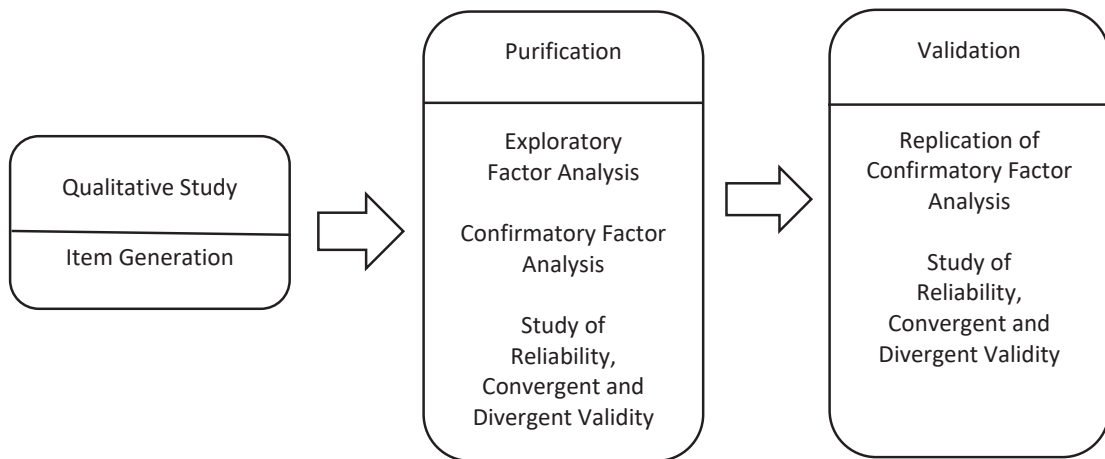 Qualitative Study
Item Generation
Purification
Exploratory
Factor Analysis
Confirmatory Factor
Analysis
Study of
Reliability,
Convergent and
Divergent Validity
Validation
Replication of
Confirmatory Factor
Analysis
Study of
Reliability,
Convergent and
Divergent Validity